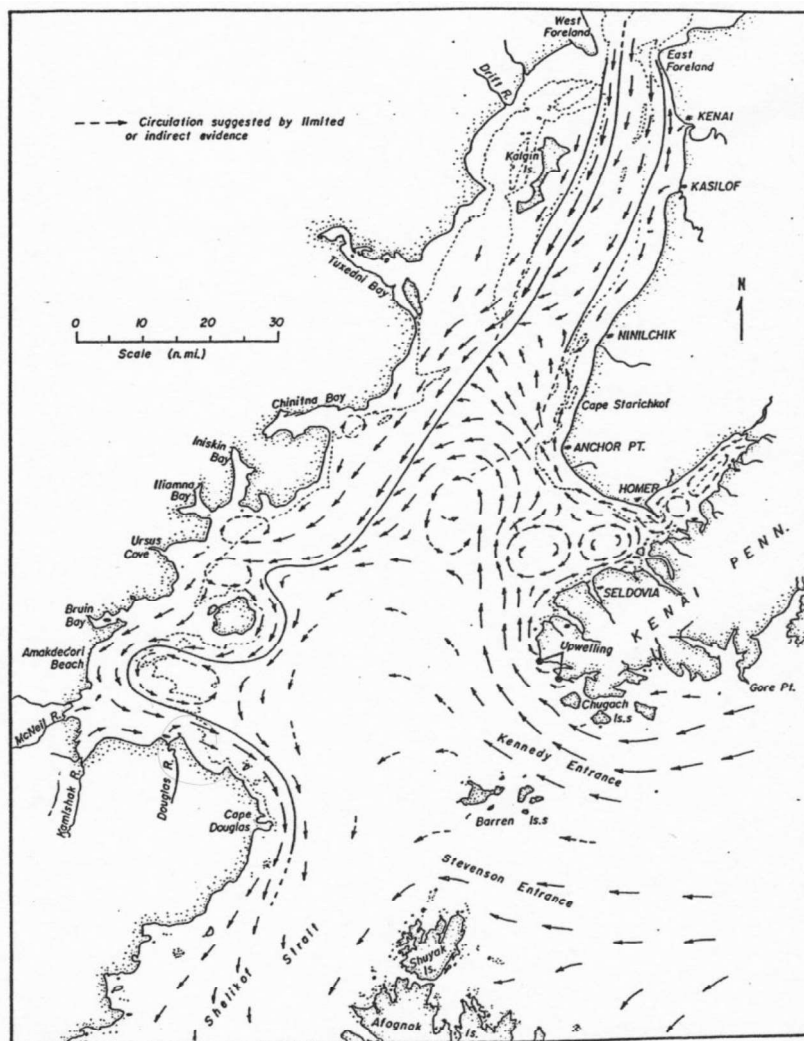 West
Foreland
East
Foreland
Drift R.
Circulation suggested by limited
or indirect evidence
KENAI
Kalgin
Is.
KASILOF
Tuxedni Bay
N
0 10 20 30
Scale (n.mi.)
NINILCHIK
Chinitna Bay
Cape Starichkof
Iniskin
Bay
ANCHOR PT.
Iliamna
Bay
HOMER
Ursus
Cove
KENAI PENN.
SELDOVIA
Bruin
Bay
Upwelling
Amakdedori
Beach
Gore Pt.
Chugach
Is.s
McNeil R.
Kennedy Entrance
Kamishak R.
Douglas R.
Cape
Douglas
Barren Is.s
Stevenson Entrance
Shelikof Strait
Shuyak
Is.
Afognak Is.